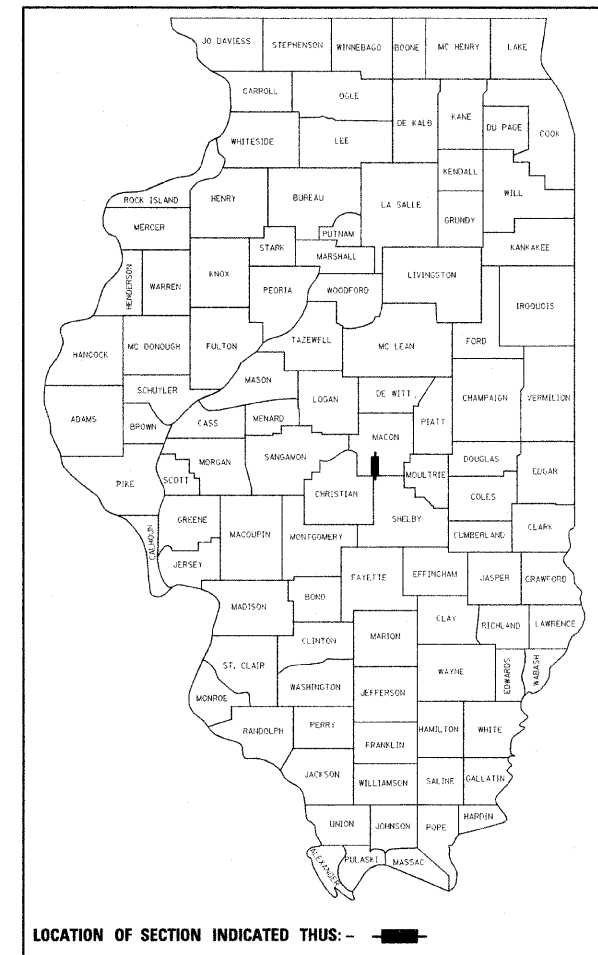 JO DAVIESS STEPHENSON WINNEBAGO BOONE MC HENRY LAKE
CARROLL OGLE DE KALB KANE DU PAGE COOK
WHITESIDE LEE KENDALL WILL
ROCK ISLAND HENRY BUREAU LA SALLE GRUNDY
MERCER PUTNAM KANKAKEE
STARK MARSHALL LIVINGSTON
HENDERSON WARREN KNOX PEORIA WOODFORD IROQUOIS
HANCOCK MC DONOUGH FULTON TAZEWELL MC LEAN FORD
SCHUYLER MASON LOGAN DE WITT CHAMPAIGN VERMILION
ADAMS BROWN CASS MENARD MACON PIATT
PIKE SCOTT MORGAN SANGAMON CHRISTIAN MOULTRIE DOUGLAS EDGAR
COLES
CALHOUN GREENE MACOUPIN MONTGOMERY SHELBY CUMBERLAND CLARK
JERSEY FAYETTE EFFINGHAM JASPER CRAWFORD
MADISON BOND CLAY RICHLAND LAWRENCE
CLINTON MARION
ST. CLAIR WAYNE EDWARDS WABASH
MONROE WASHINGTON JEFFERSON
RANDOLPH PERRY HAMILTON WHITE
FRANKLIN
JACKSON WILLIAMSON SALINE GALLATIN
UNION JOHNSON POPE HARDIN
ALEXANDER PULASKI MASSAC
LOCATION OF SECTION INDICATED THUS: –